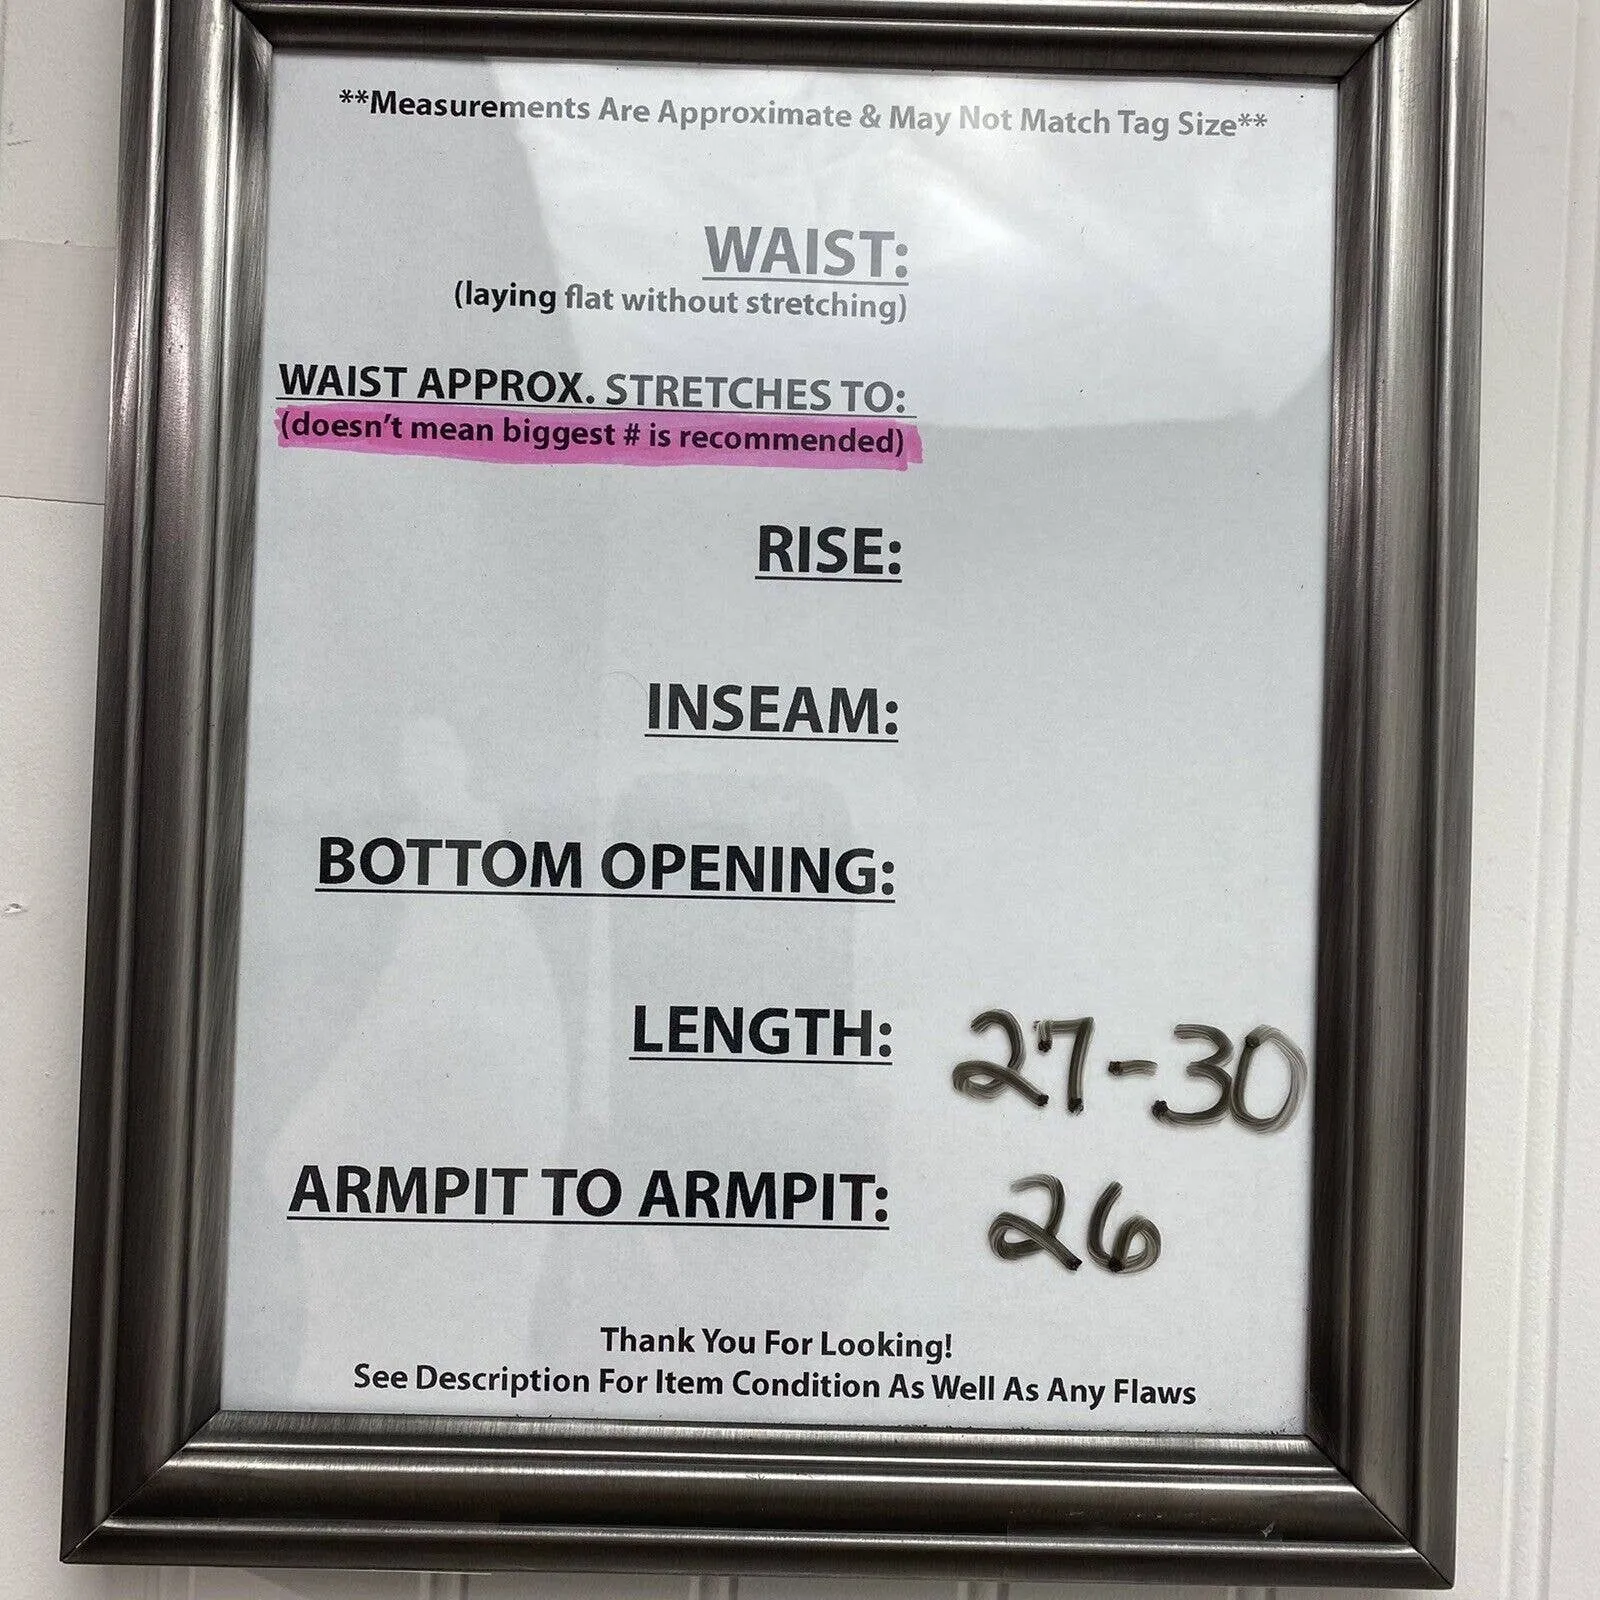 **Measurements Are Approximate & May Not Match Tag Size**
WAIST:
(laying flat without stretching)
WAIST APPROX. STRETCHES TO:
(doesn't mean biggest # is recommended)
RISE:
INSEAM:
BOTTOM OPENING:
LENGTH: 27-30
ARMPIT TO ARMPIT: 26
Thank You For Looking!
See Description For Item Condition As Well As Any Flaws